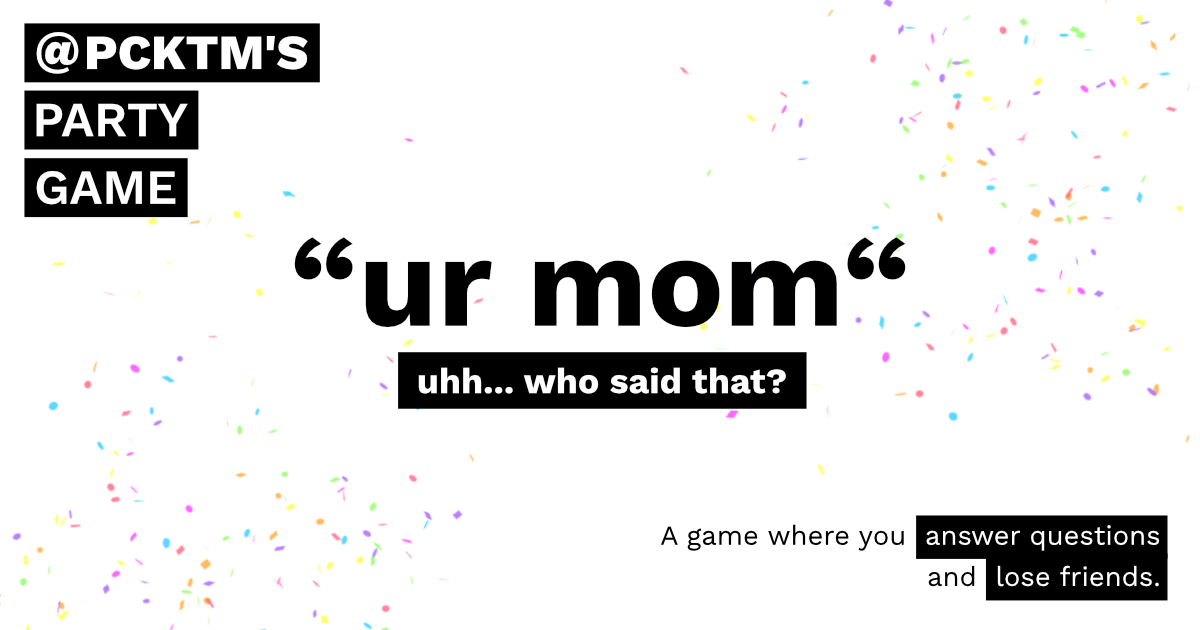 @PCKTM'S
PARTY
GAME
“ur mom“
uhh... who said that?
A game where you answer questions
and lose friends.